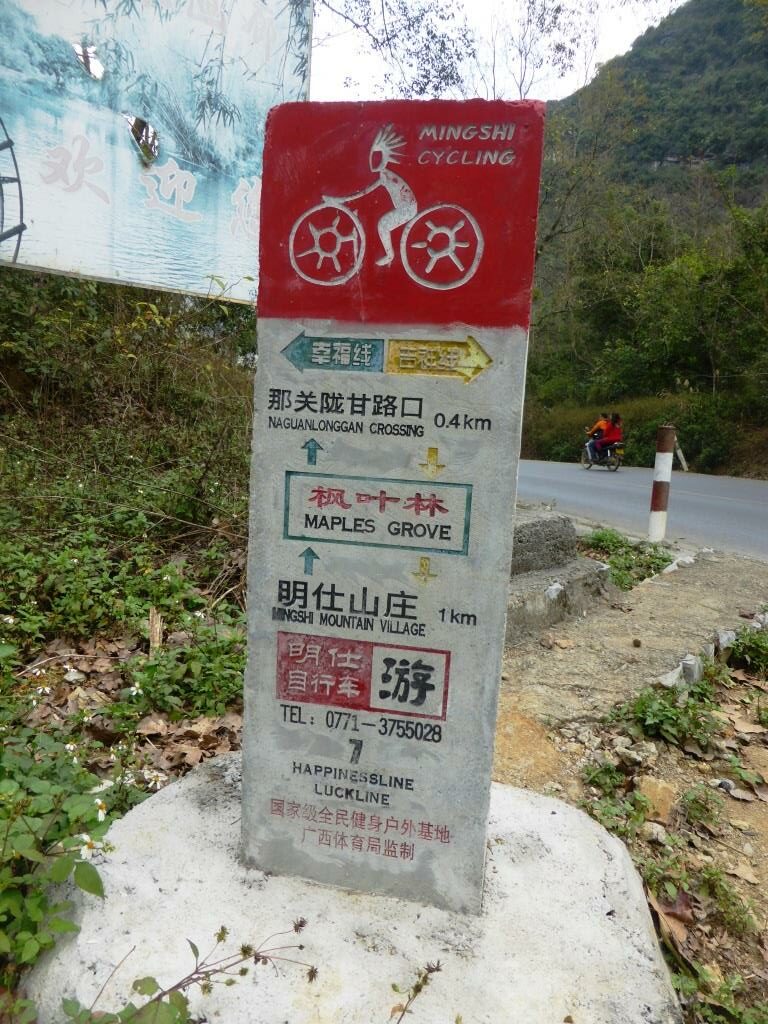 欢迎您
MINGSHI
CYCLING
幸福线 吉祥线
那关陇甘路口 0.4km
NAGUANLONGGAN CROSSING
枫叶林
MAPLES GROVE
明仕山庄 1km
MINGSHI MOUNTAIN VILLAGE
明仕
自行车 游
TEL: 0771—3755028
7
HAPPINESSLINE
LUCKLINE
国家级全民健身户外基地
广西体育局监制